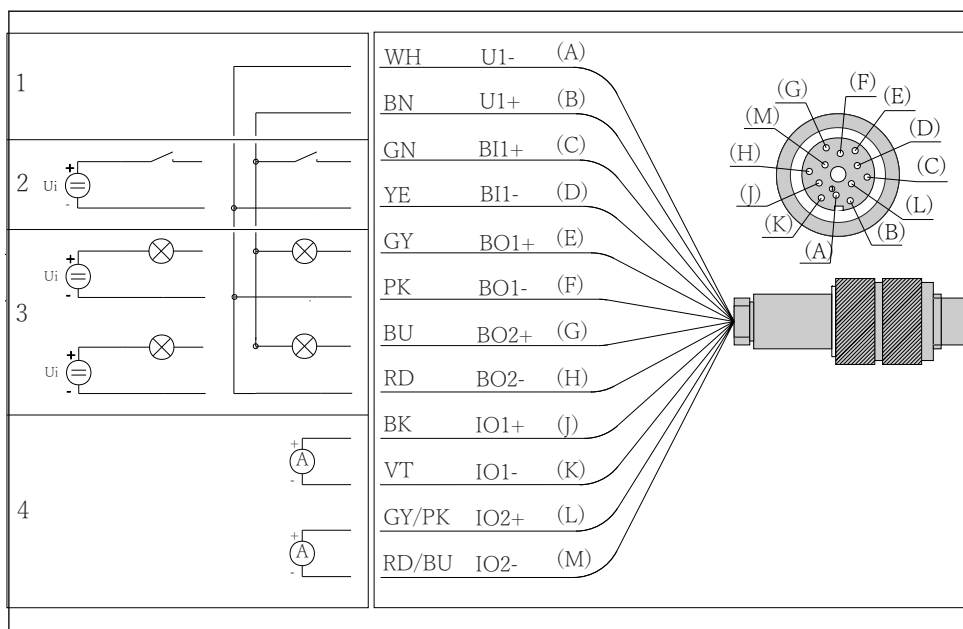 1
2
Ui
+
-
3
Ui
+
-
Ui
+
-
4
+
A
-
+
A
-
WH U1- (A)
BN U1+ (B)
GN BI1+ (C)
YE BI1- (D)
GY BO1+ (E)
PK BO1- (F)
BU BO2+ (G)
RD BO2- (H)
BK IO1+ (J)
VT IO1- (K)
GY/PK IO2+ (L)
RD/BU IO2- (M)
(F)
(G) (E)
(M) (D)
(H) (C)
(J) (L)
(K) (B)
(A)